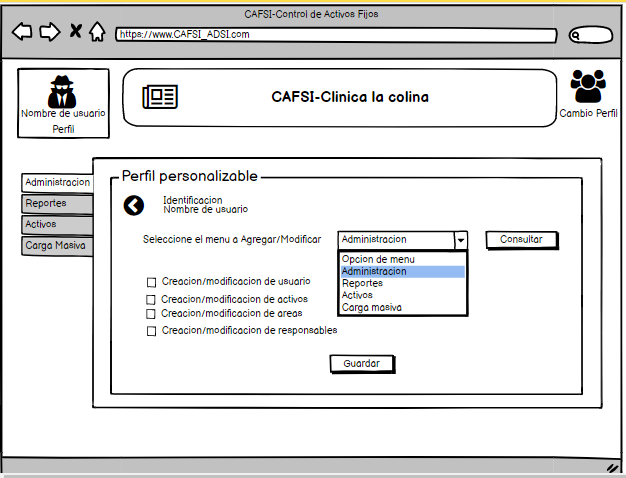 CAFSI-Control de Activos Fijos
https://www.CAFSI_ADSI.com
CAFSI-Clinica la colina
Nombre de usuario
Perfil
Cambio Perfil
Administracion
Reportes
Activos
Carga Masiva
Perfil personalizable
Identificacion
Nombre de usuario
Seleccione el menu a Agregar/Modificar
Administracion
Consultar
Opcion de menu
Administracion
Reportes
Activos
Carga masiva
Creacion/modificacion de usuario
Creacion/modificacion de activos
Creacion/modificacion de areas
Creacion/modificacion de responsables
Guardar